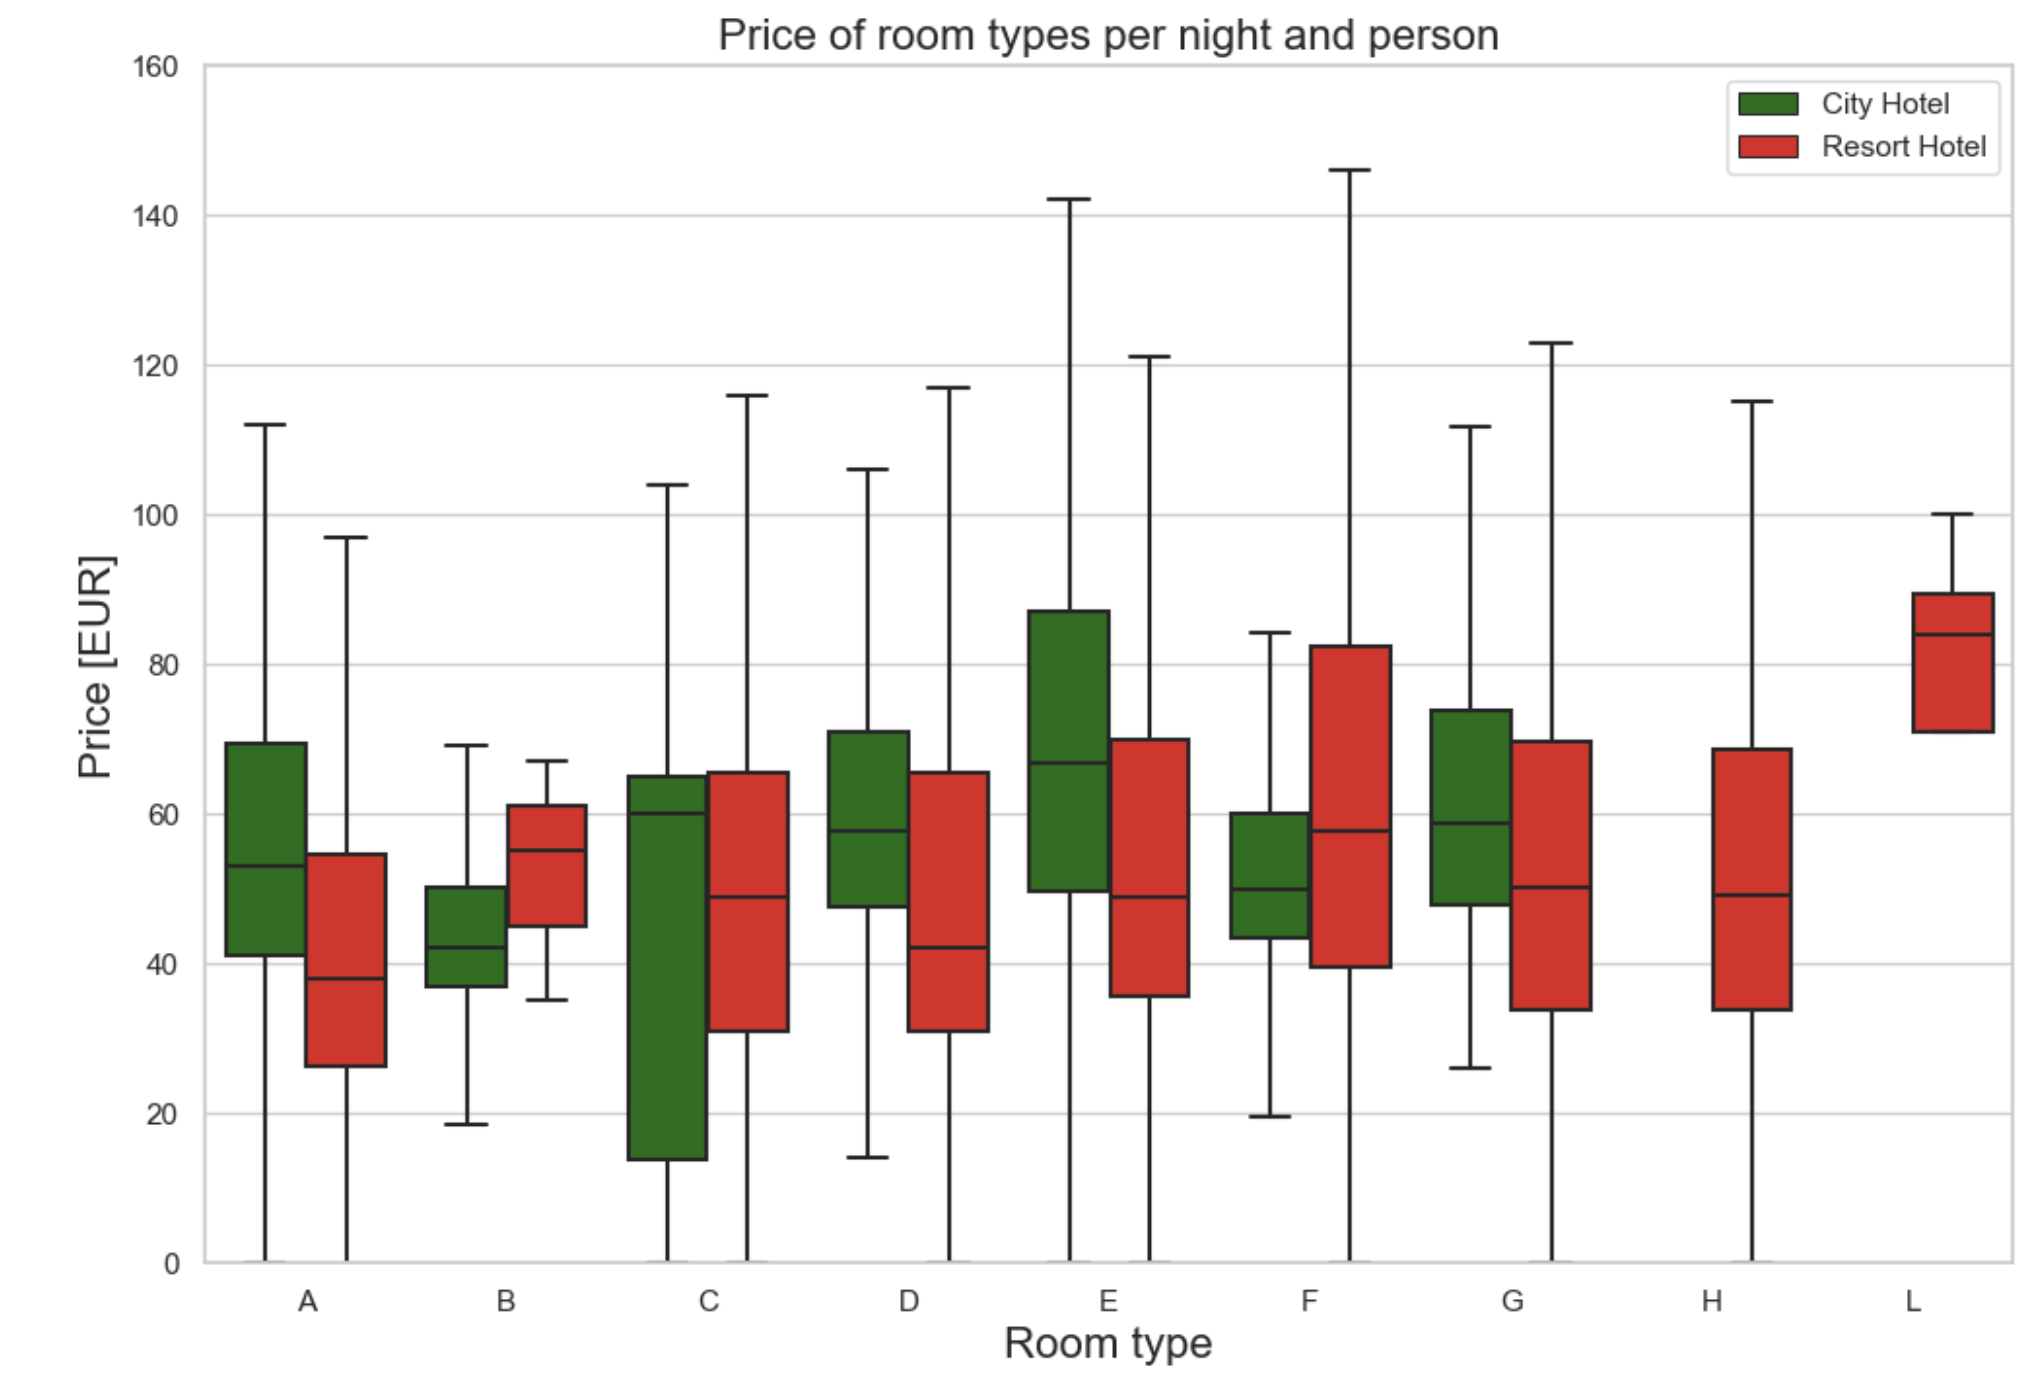 Price of room types per night and person
City Hotel
Resort Hotel
Price [EUR]
160
140
120
100
80
60
40
20
0
A B C D E F G H L
Room type